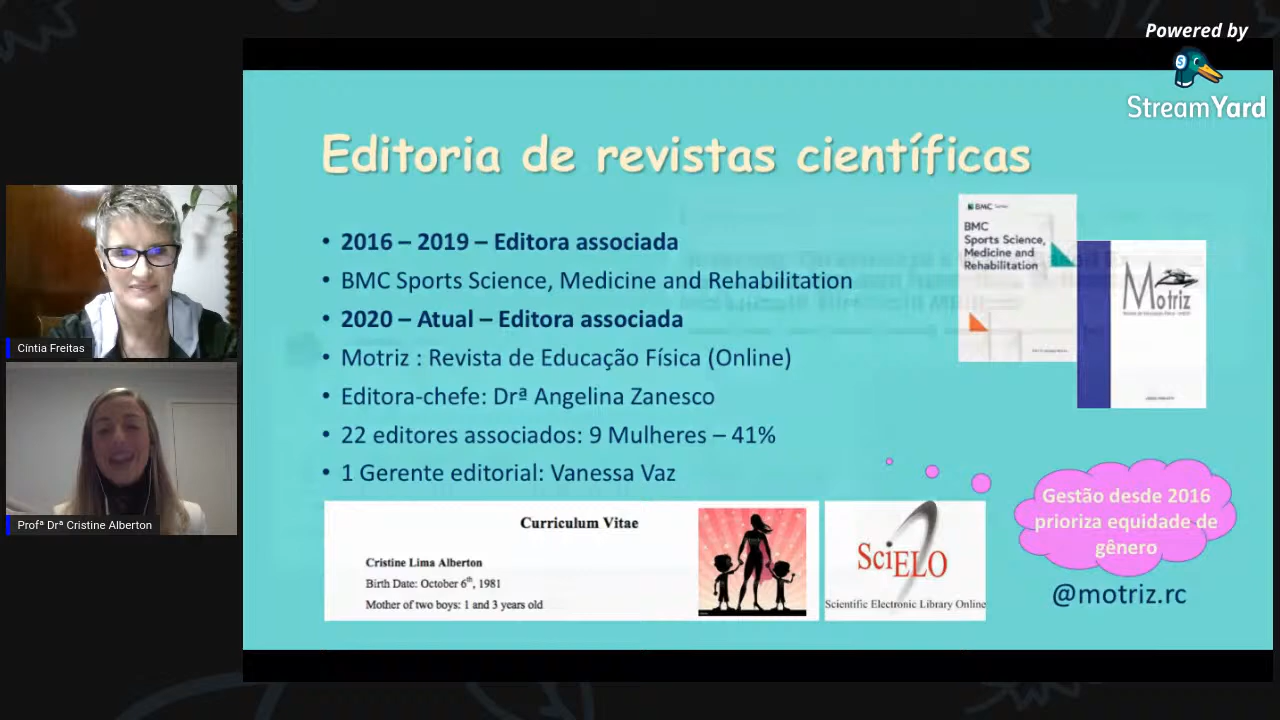 Powered by
StreamYard
Editoria de revistas científicas
• 2016 – 2019 – Editora associada
• BMC Sports Science, Medicine and Rehabilitation
• 2020 – Atual – Editora associada
• Motriz : Revista de Educação Física (Online)
• Editora-chefe: Drª Angelina Zanesco
• 22 editores associados: 9 Mulheres – 41%
• 1 Gerente editorial: Vanessa Vaz
BMC
BMC
Sports Science,
Medicine and
Rehabilitation
Motriz
Gestão desde 2016
prioriza equidade de
gênero
@motriz.rc
Curriculum Vitae
Cristine Lima Alberton
Birth Date: October 6th, 1981
Mother of two boys: 1 and 3 years old
SciELO
Scientific Electronic Library Online
Cíntia Freitas
Profª Drª Cristine Alberton